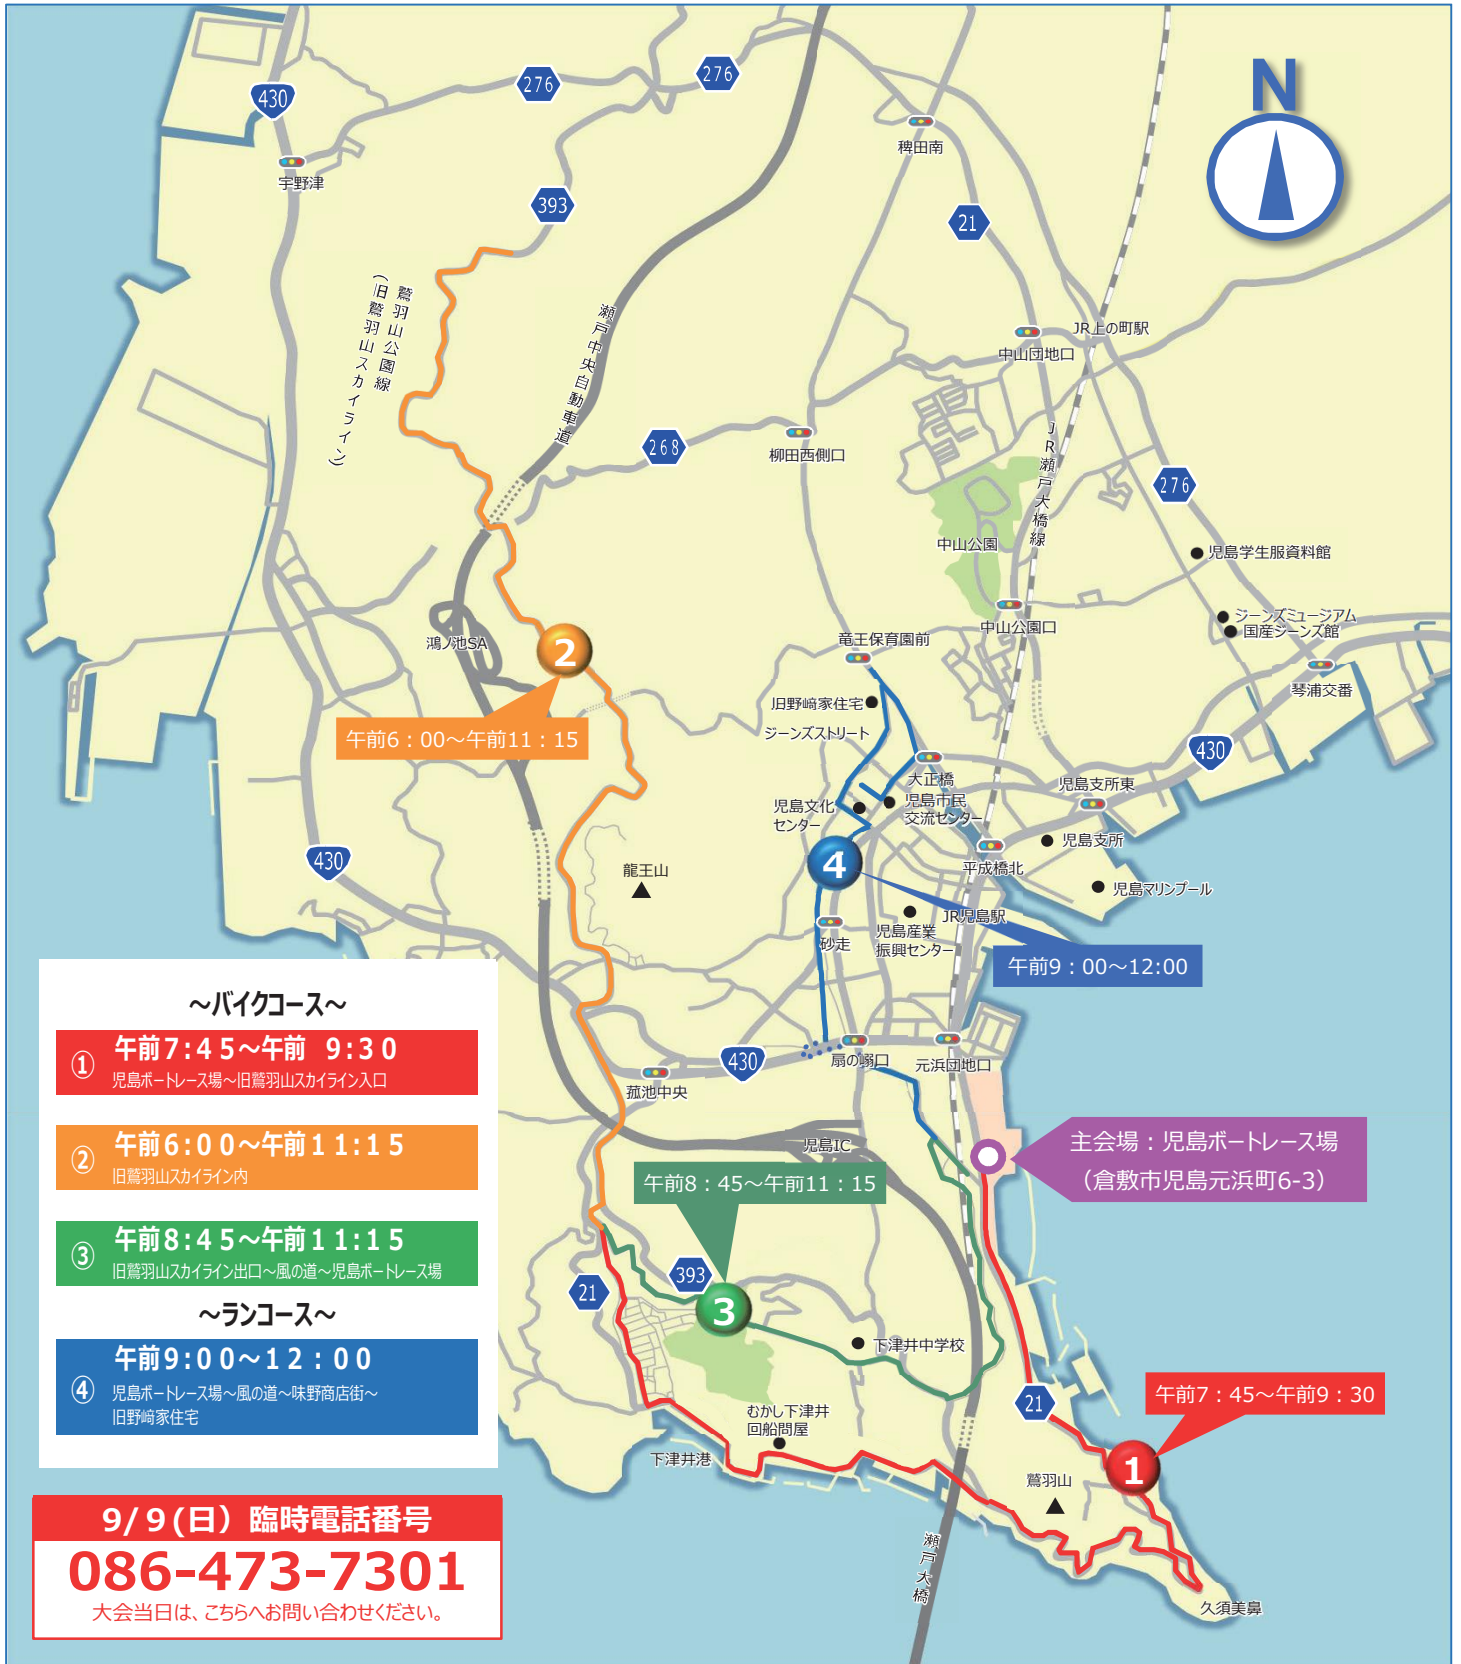 N
430
276
276
宇野津
393
稗田南
21
鷲羽山公園線
(旧鷲羽山スカイライン)
瀬戸中央自動車道
中山団地口
JR上の町駅
268
柳田西側口
JR瀬戸大橋線
276
中山公園
児島学生服資料館
中山公園口
ジーンズミュージアム
国産ジーンズ館
琴浦交番
鴻ノ池SA
2
竜王保育園前
旧野﨑家住宅
ジーンズストリート
午前6：00～午前11：15
大正橋
430
児島支所東
児島文化
センター
児島市民
交流センター
430
4
平成橋北
児島支所
児島マリンプール
龍王山
砂走
児島産業
振興センター
JR児島駅
午前9：00～12:00
430
扇の嵶口
元浜団地口
菰池中央
児島IC
主会場：児島ボートレース場
（倉敷市児島元浜町6-3）
午前8：45～午前11：15
393
21
3
下津井中学校
21
午前7：45～午前9：30
むかし下津井
回船問屋
下津井港
1
鷲羽山
瀬戸大橋
久須美鼻
～バイクコース～
① 午前7:45～午前 9:30
児島ボートレース場～旧鷲羽山スカイライン入口
② 午前6:00～午前11:15
旧鷲羽山スカイライン内
③ 午前8:45～午前11:15
旧鷲羽山スカイライン出口～風の道～児島ボートレース場
～ランコース～
④ 午前9:00～12：00
児島ボートレース場～風の道～味野商店街～
旧野﨑家住宅
9/9(日）臨時電話番号
086-473-7301
大会当日は、こちらへお問い合わせください。